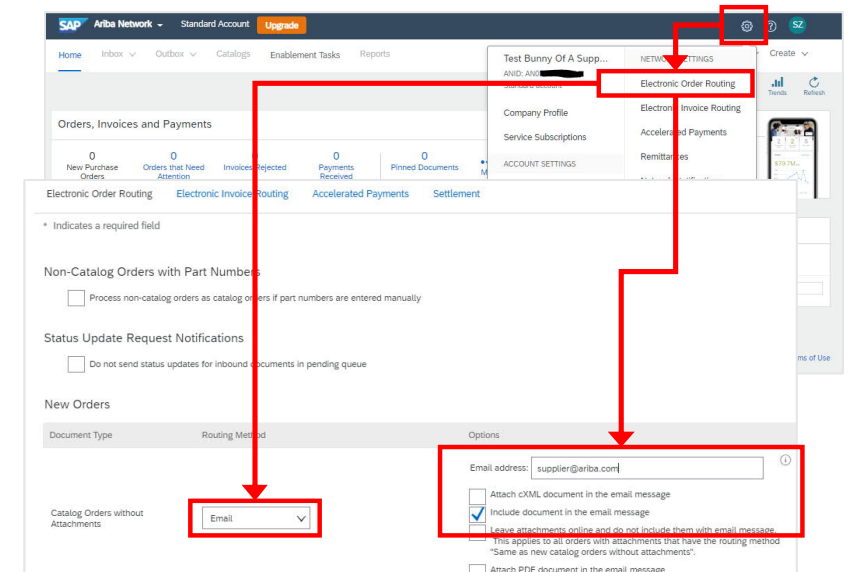 SAP Ariba Network Standard Account Upgrade SZ
Home Inbox Outbox Catalogs Enablement Tasks Reports Create
Test Bunny Of A Supp...
ANID: AN0
Standard account
Company Profile
Service Subscriptions
ACCOUNT SETTINGS
NETWORK SETTINGS
Electronic Order Routing
Electronic Invoice Routing
Accelerated Payments
Remittances
Trends Refresh
Orders, Invoices and Payments
0 0 0 0
New Purchase Orders that Need Invoices Rejected Payments Pinned Documents
Orders Attention Received
$79.7M
Electronic Order Routing Electronic Invoice Routing Accelerated Payments Settlement
* Indicates a required field
Non-Catalog Orders with Part Numbers
Process non-catalog orders as catalog orders if part numbers are entered manually
Status Update Request Notifications
Do not send status updates for inbound documents in pending queue
ms of Use
New Orders
Document Type Routing Method Options
Email address: supplier@ariba.com
Attach cXML document in the email message
Catalog Orders without
Attachments
Email
Include document in the email message
Leave attachments online and do not include them with email message.
This applies to all orders with attachments that have the routing method
"Same as new catalog orders without attachments".
Attach PDF document in the email message